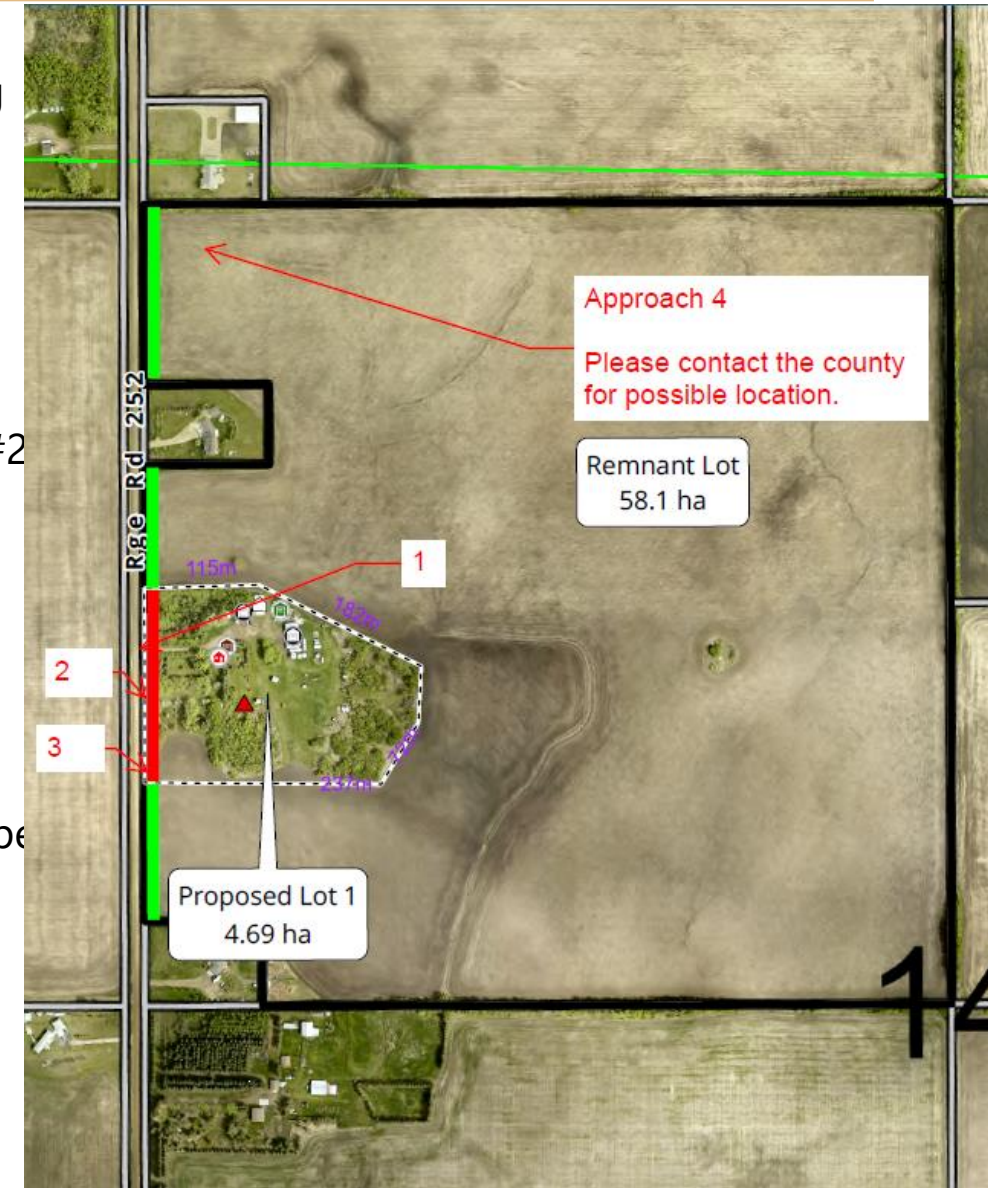 Approach 4
Please contact the county
for possible location.
#2
Rge Rd 252
Remnant Lot
58.1 ha
1
115m
182m
2
3
237m
Proposed Lot 1
4.69 ha
14